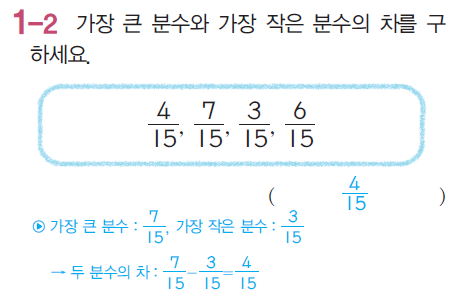 1-2 가장 큰 분수와 가장 작은 분수의 차를 구
하세요.
4/15, 7/15, 3/15, 6/15
( 4/15 )
▶ 가장 큰 분수 : 7/15, 가장 작은 분수 : 3/15
→ 두 분수의 차 : 7/15-3/15=4/15